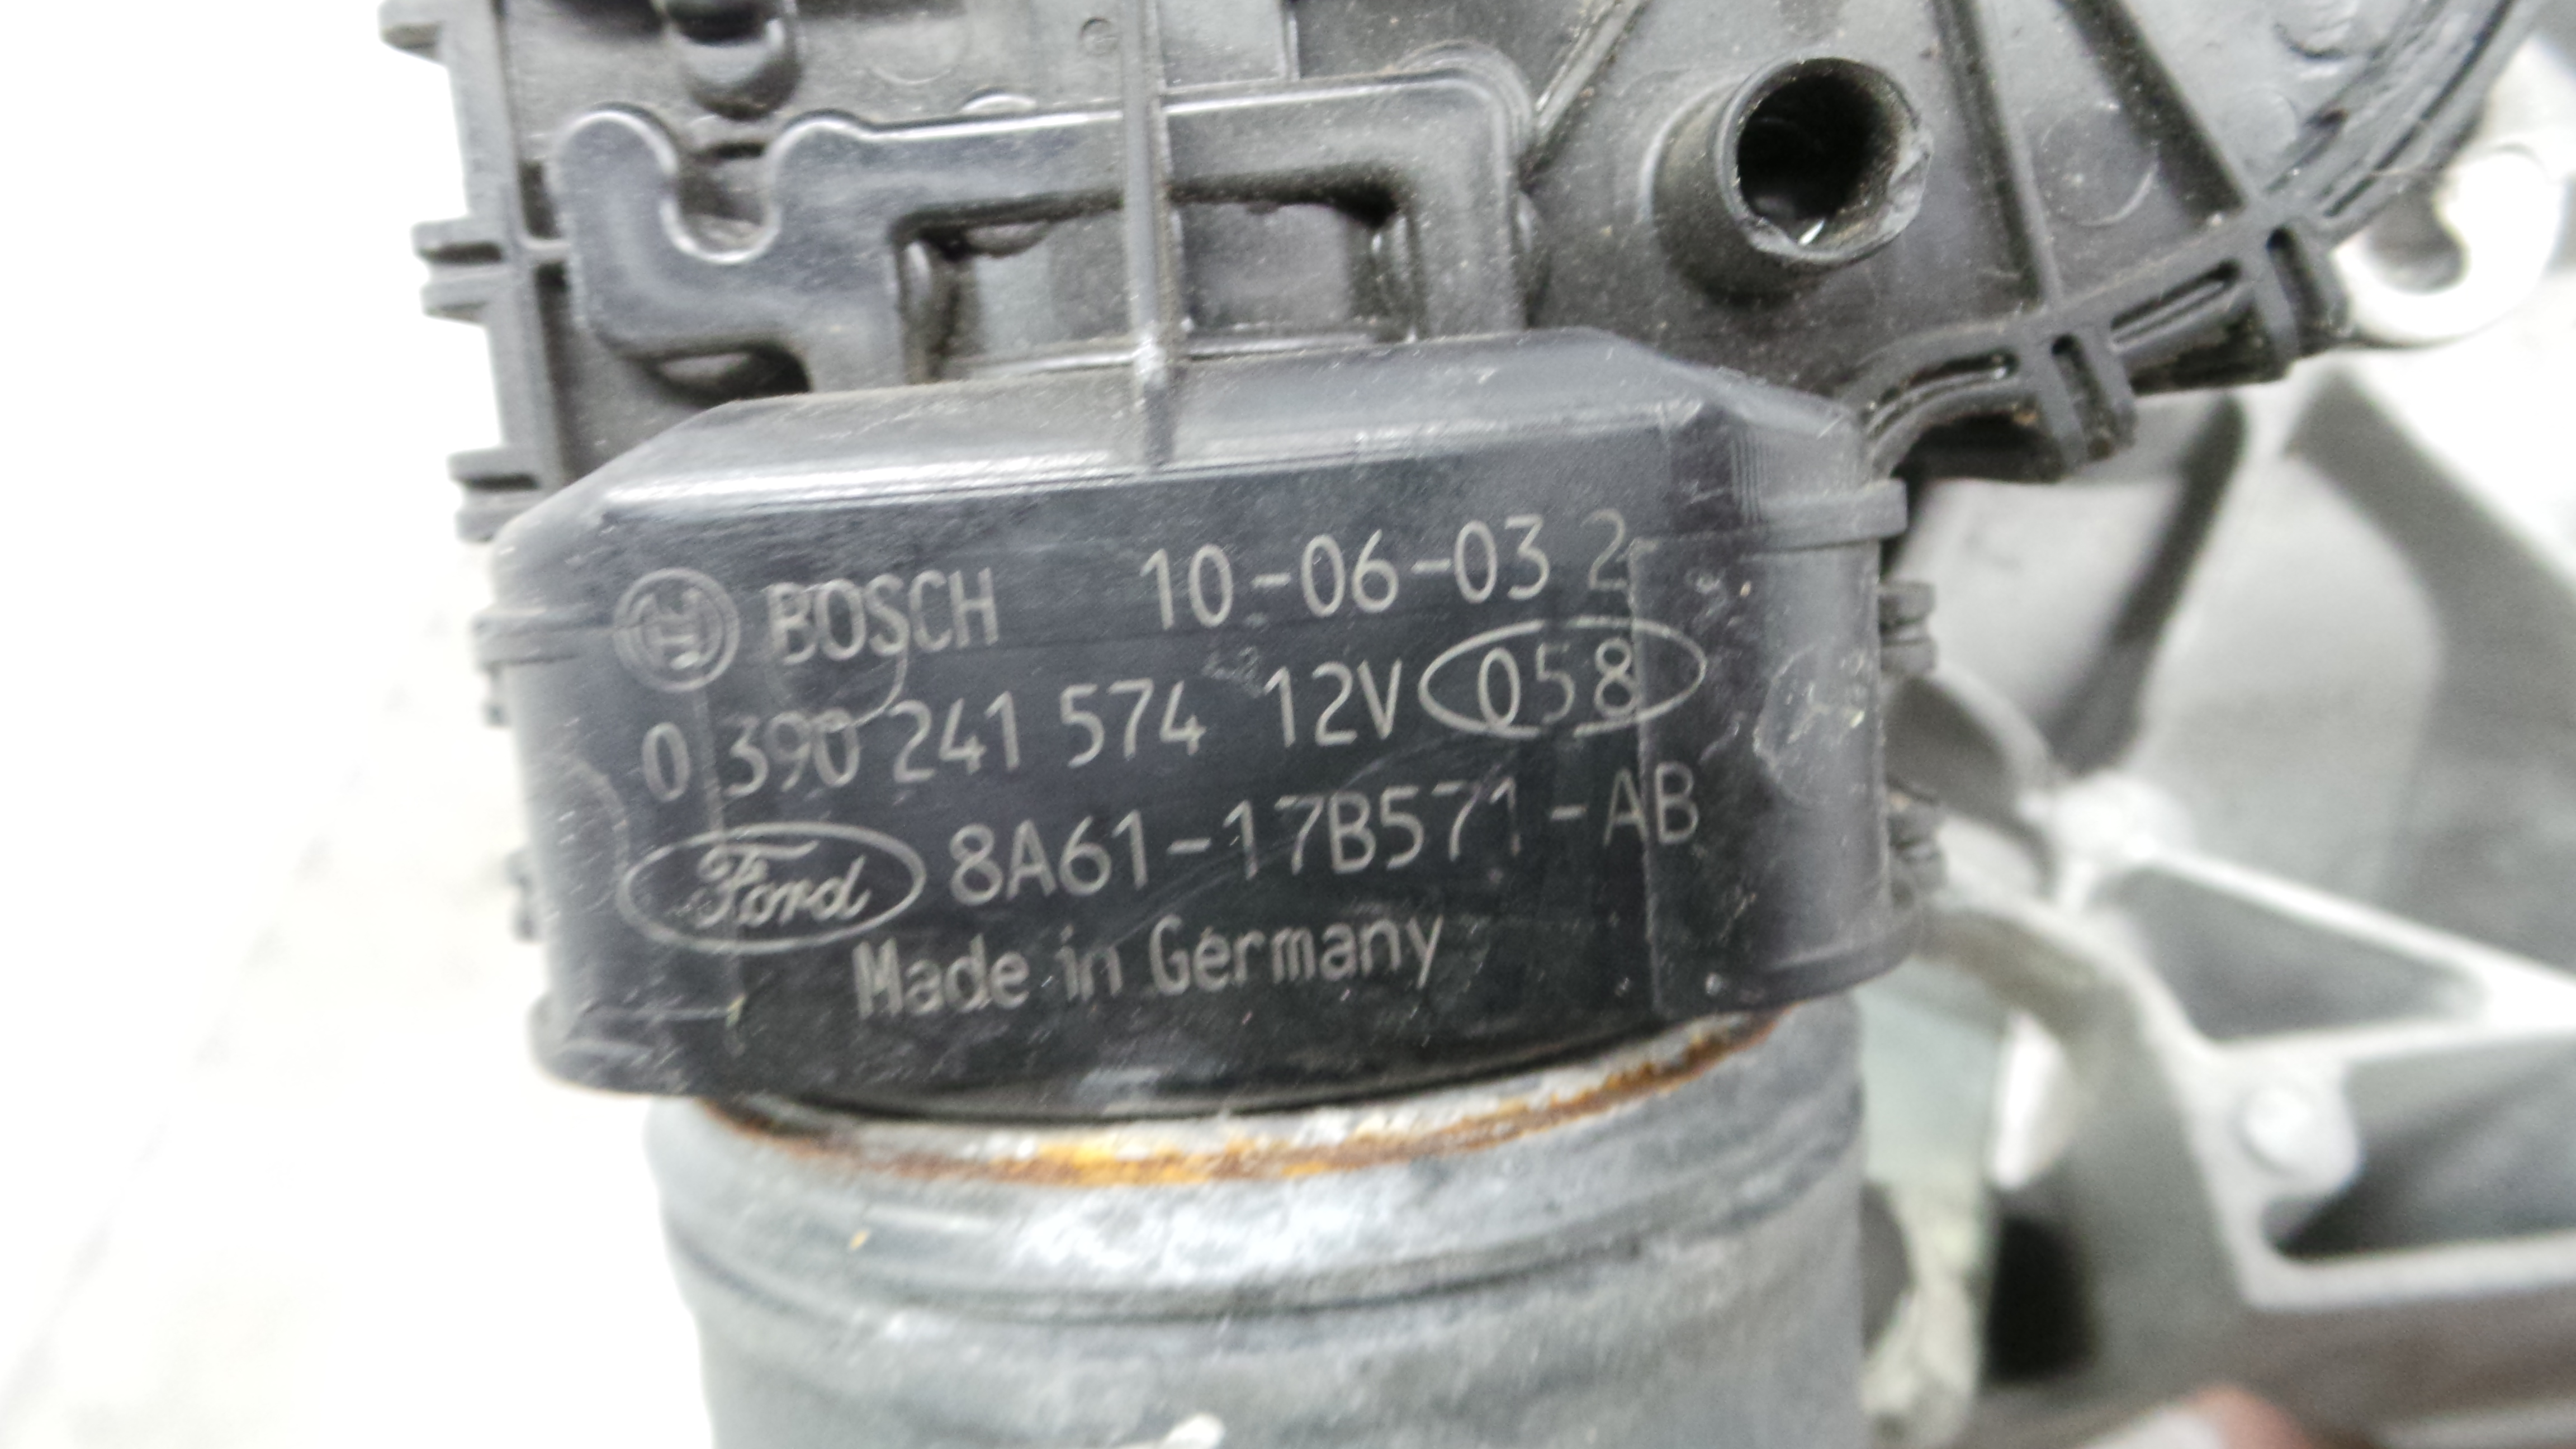 BOSCH 10-06-03 2
0 390 241 574 12V 058
Ford 8A61-17B571-AB
Made in Germany